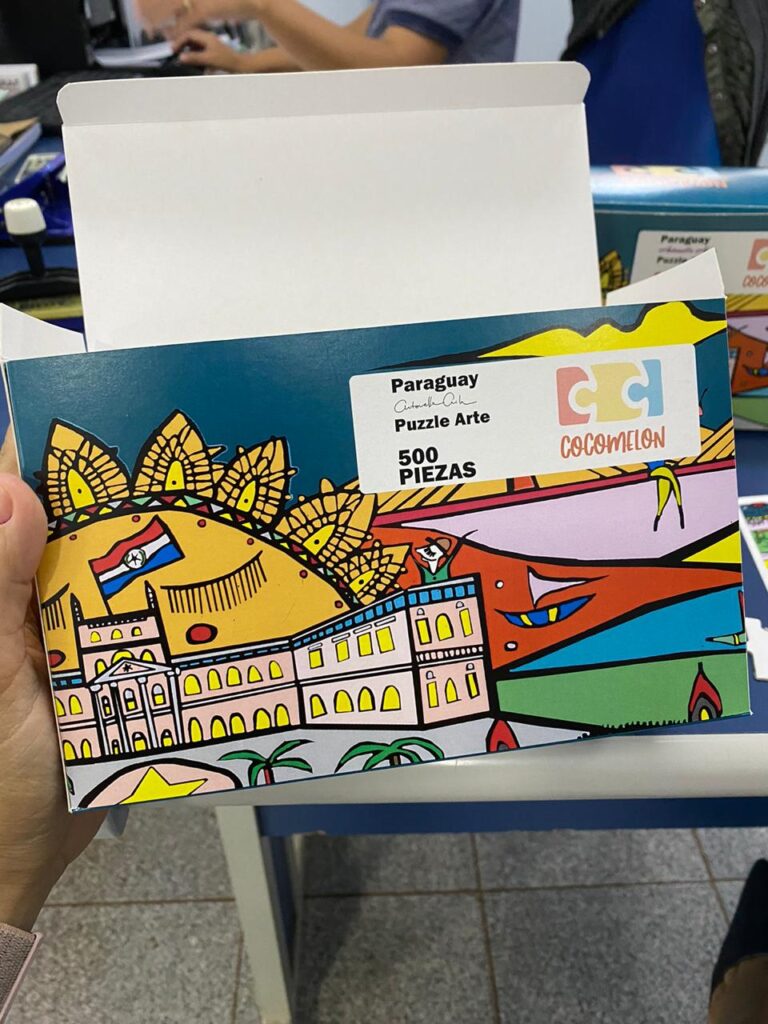 Paraguay
Puzzle Arte
500
PIEZAS
COCOMELON
Paraguay
Puzzle